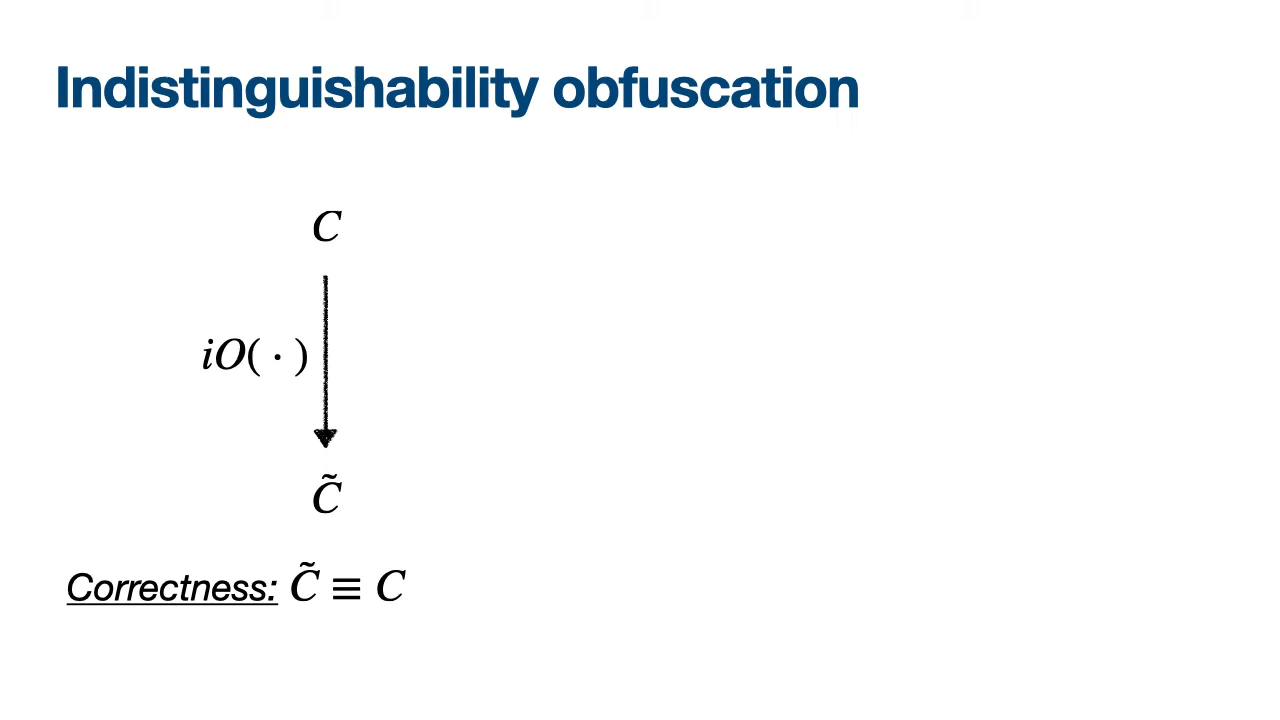 Indistinguishability obfuscation
C
iO( · )
C̃
Correctness: C̃ ≡ C